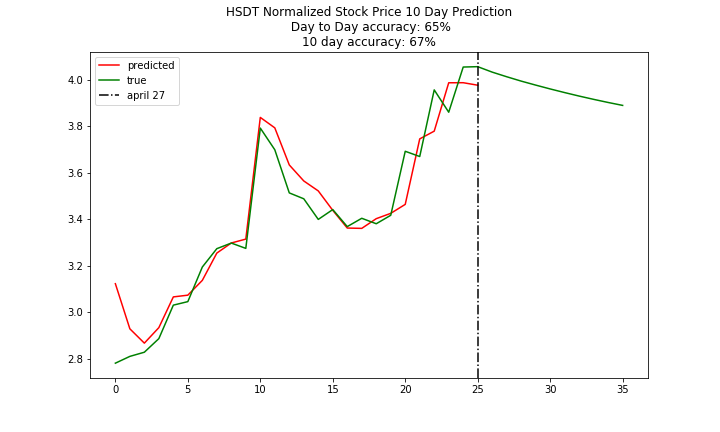 HSDT Normalized Stock Price 10 Day Prediction
Day to Day accuracy: 65%
10 day accuracy: 67%
predicted
true
april 27
4.0
3.8
3.6
3.4
3.2
3.0
2.8
0 5 10 15 20 25 30 35